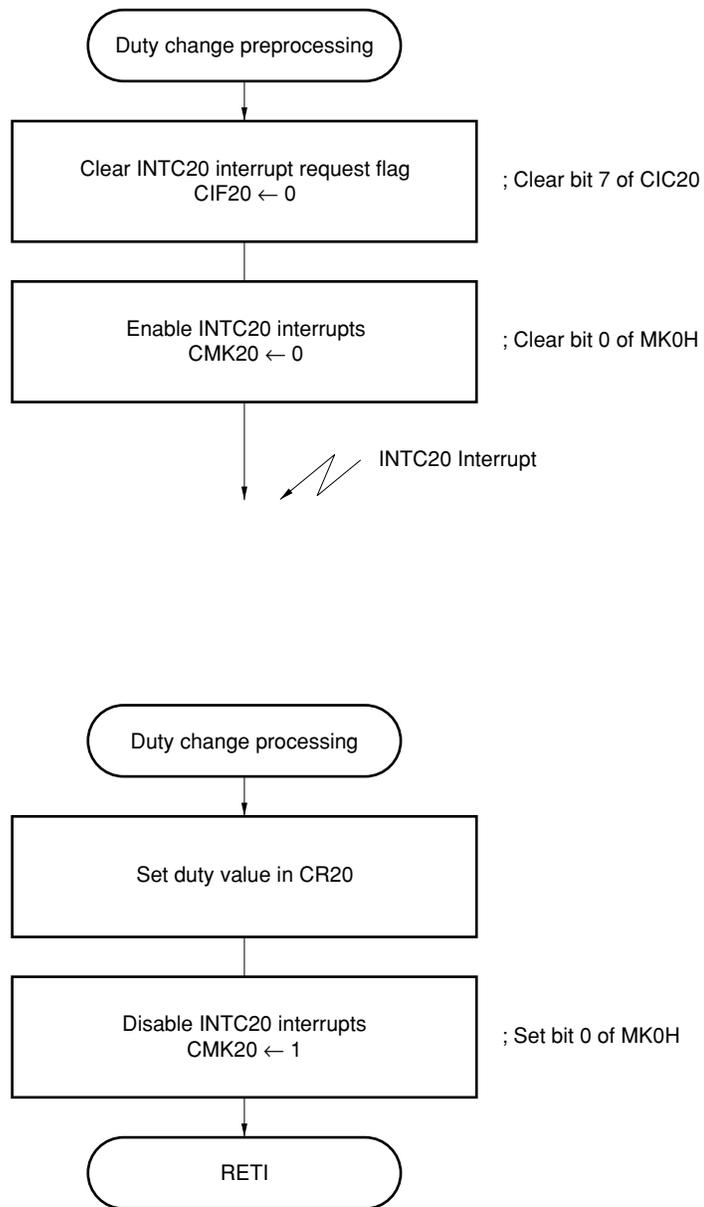 Duty change preprocessing
Clear INTC20 interrupt request flag
CIF20 ← 0
; Clear bit 7 of CIC20
Enable INTC20 interrupts
CMK20 ← 0
; Clear bit 0 of MK0H
INTC20 Interrupt
Duty change processing
Set duty value in CR20
Disable INTC20 interrupts
CMK20 ← 1
; Set bit 0 of MK0H
RETI